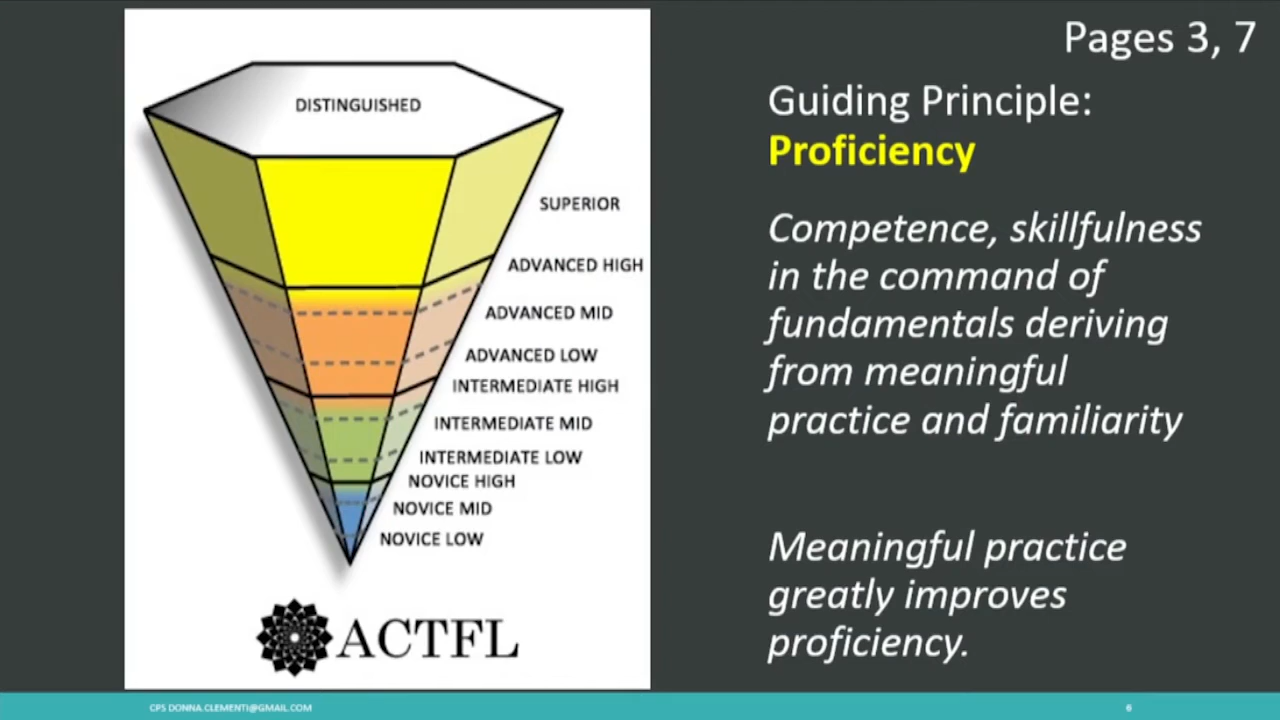 Pages 3, 7
DISTINGUISHED
SUPERIOR
ADVANCED HIGH
ADVANCED MID
ADVANCED LOW
INTERMEDIATE HIGH
INTERMEDIATE MID
INTERMEDIATE LOW
NOVICE HIGH
NOVICE MID
NOVICE LOW
ACTFL
Guiding Principle:
Proficiency
Competence, skillfulness
in the command of
fundamentals deriving
from meaningful
practice and familiarity
Meaningful practice
greatly improves
proficiency.
CPS DONNA.CLEMENTI@GMAIL.COM
6